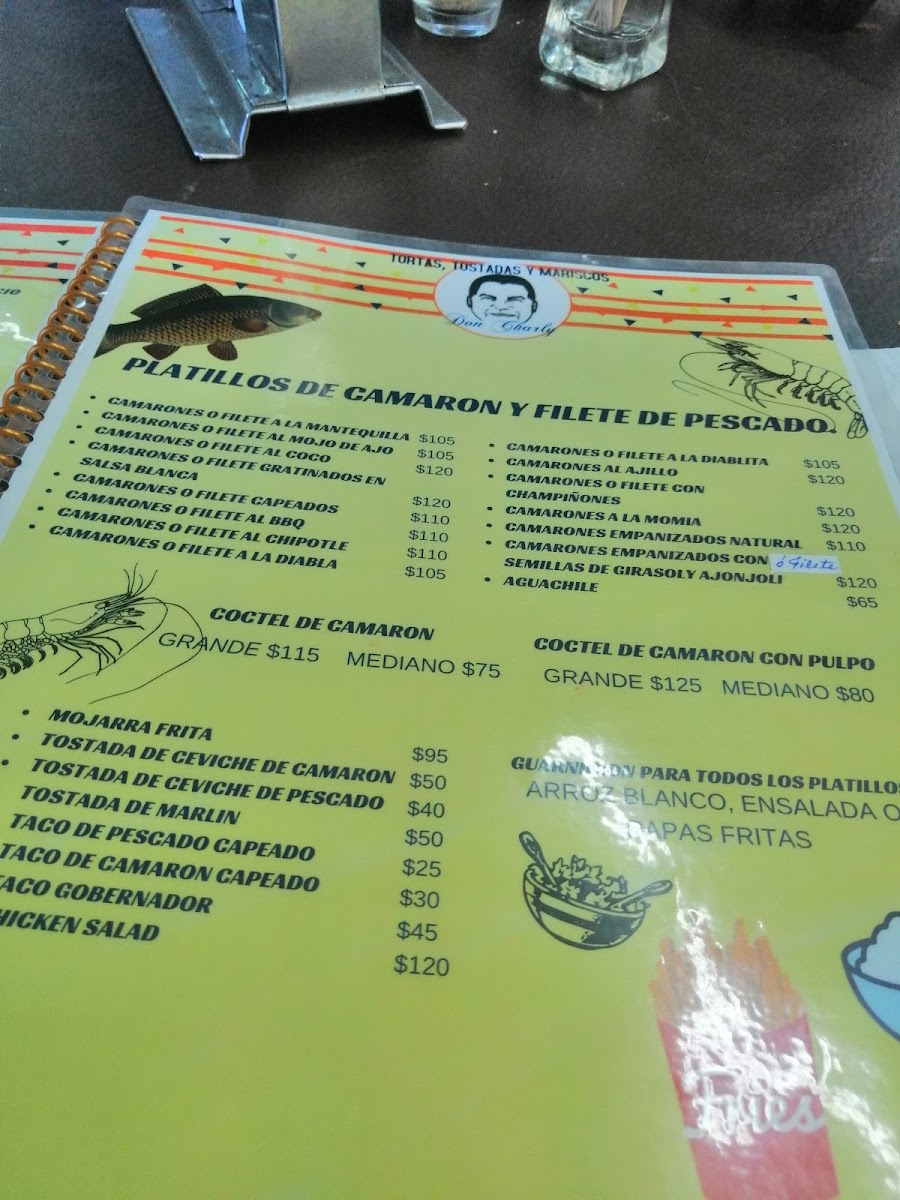 CIO
TORTAS, TOSTADAS Y MARISCOS
Don Charly
PLATILLOS DE CAMARON Y FILETE DE PESCADO.
• CAMARONES O FILETE A LA MANTEQUILLA $105
• CAMARONES O FILETE AL MOJO DE AJO $105
• CAMARONES O FILETE AL COCO $120
• CAMARONES O FILETE GRATINADOS EN
SALSA BLANCA $120
• CAMARONES O FILETE CAPEADOS $110
• CAMARONES O FILETE AL BBQ $110
• CAMARONES O FILETE AL CHIPOTLE $110
• CAMARONES O FILETE A LA DIABLA $105
• CAMARONES O FILETE A LA DIABLITA $105
• CAMARONES AL AJILLO $120
• CAMARONES O FILETE CON
CHAMPIÑONES $120
• CAMARONES A LA MOMIA $120
• CAMARONES EMPANIZADOS NATURAL $110
• CAMARONES EMPANIZADOS CON ó Filete
SEMILLAS DE GIRASOL Y AJONJOLI $120
• AGUACHILE $65
COCTEL DE CAMARON
GRANDE $115 MEDIANO $75
COCTEL DE CAMARON CON PULPO
GRANDE $125 MEDIANO $80
• MOJARRA FRITA $95
• TOSTADA DE CEVICHE DE CAMARON $50
• TOSTADA DE CEVICHE DE PESCADO $40
TOSTADA DE MARLIN $50
TACO DE PESCADO CAPEADO $25
TACO DE CAMARON CAPEADO $30
TACO GOBERNADOR $45
CHICKEN SALAD $120
GUARNICION PARA TODOS LOS PLATILLOS
ARROZ BLANCO, ENSALADA O
PAPAS FRITAS
Fries